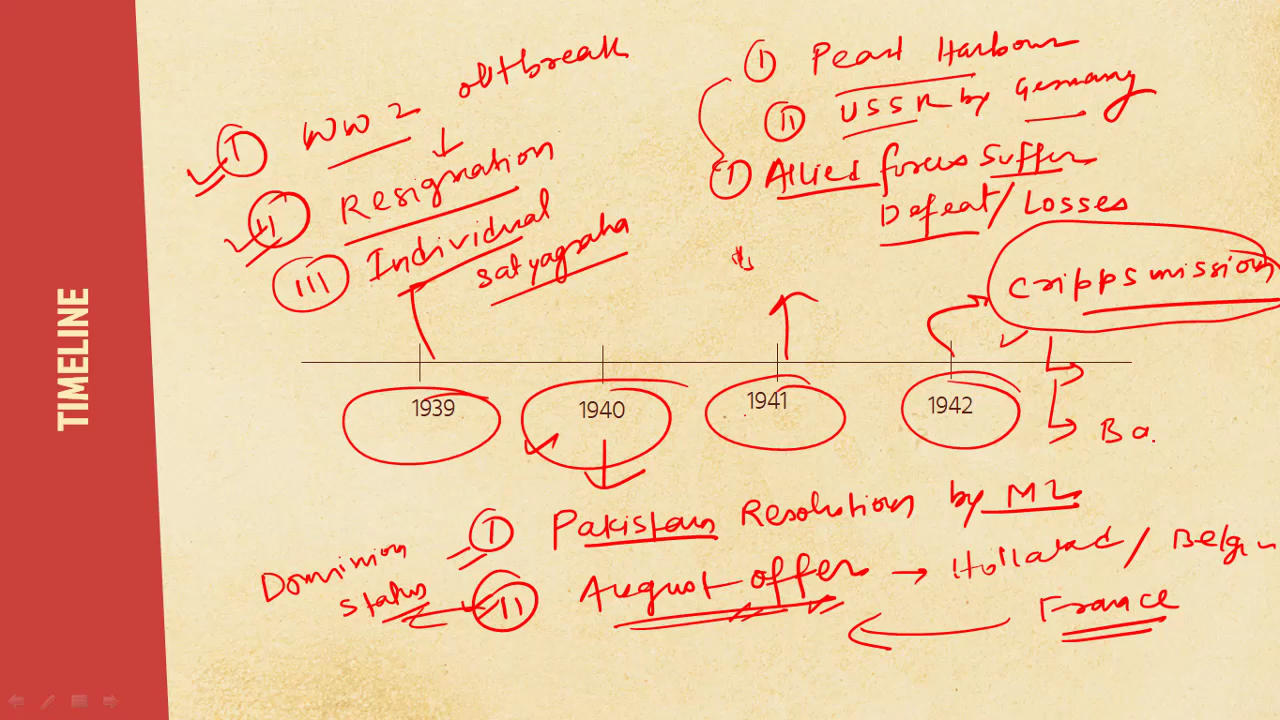 TIMELINE
I WW2 outbreak
II Resignation
III Individual
satyagraha
I Pearl Harbour
II USSR by Germany
I Allied forces suffer
Defeat/Losses
Cripps mission
1939
1940
1941
1942
Ba.
I Pakistan Resolution by ML
Dominion
status
II August offer → Holland / Belgiu
France